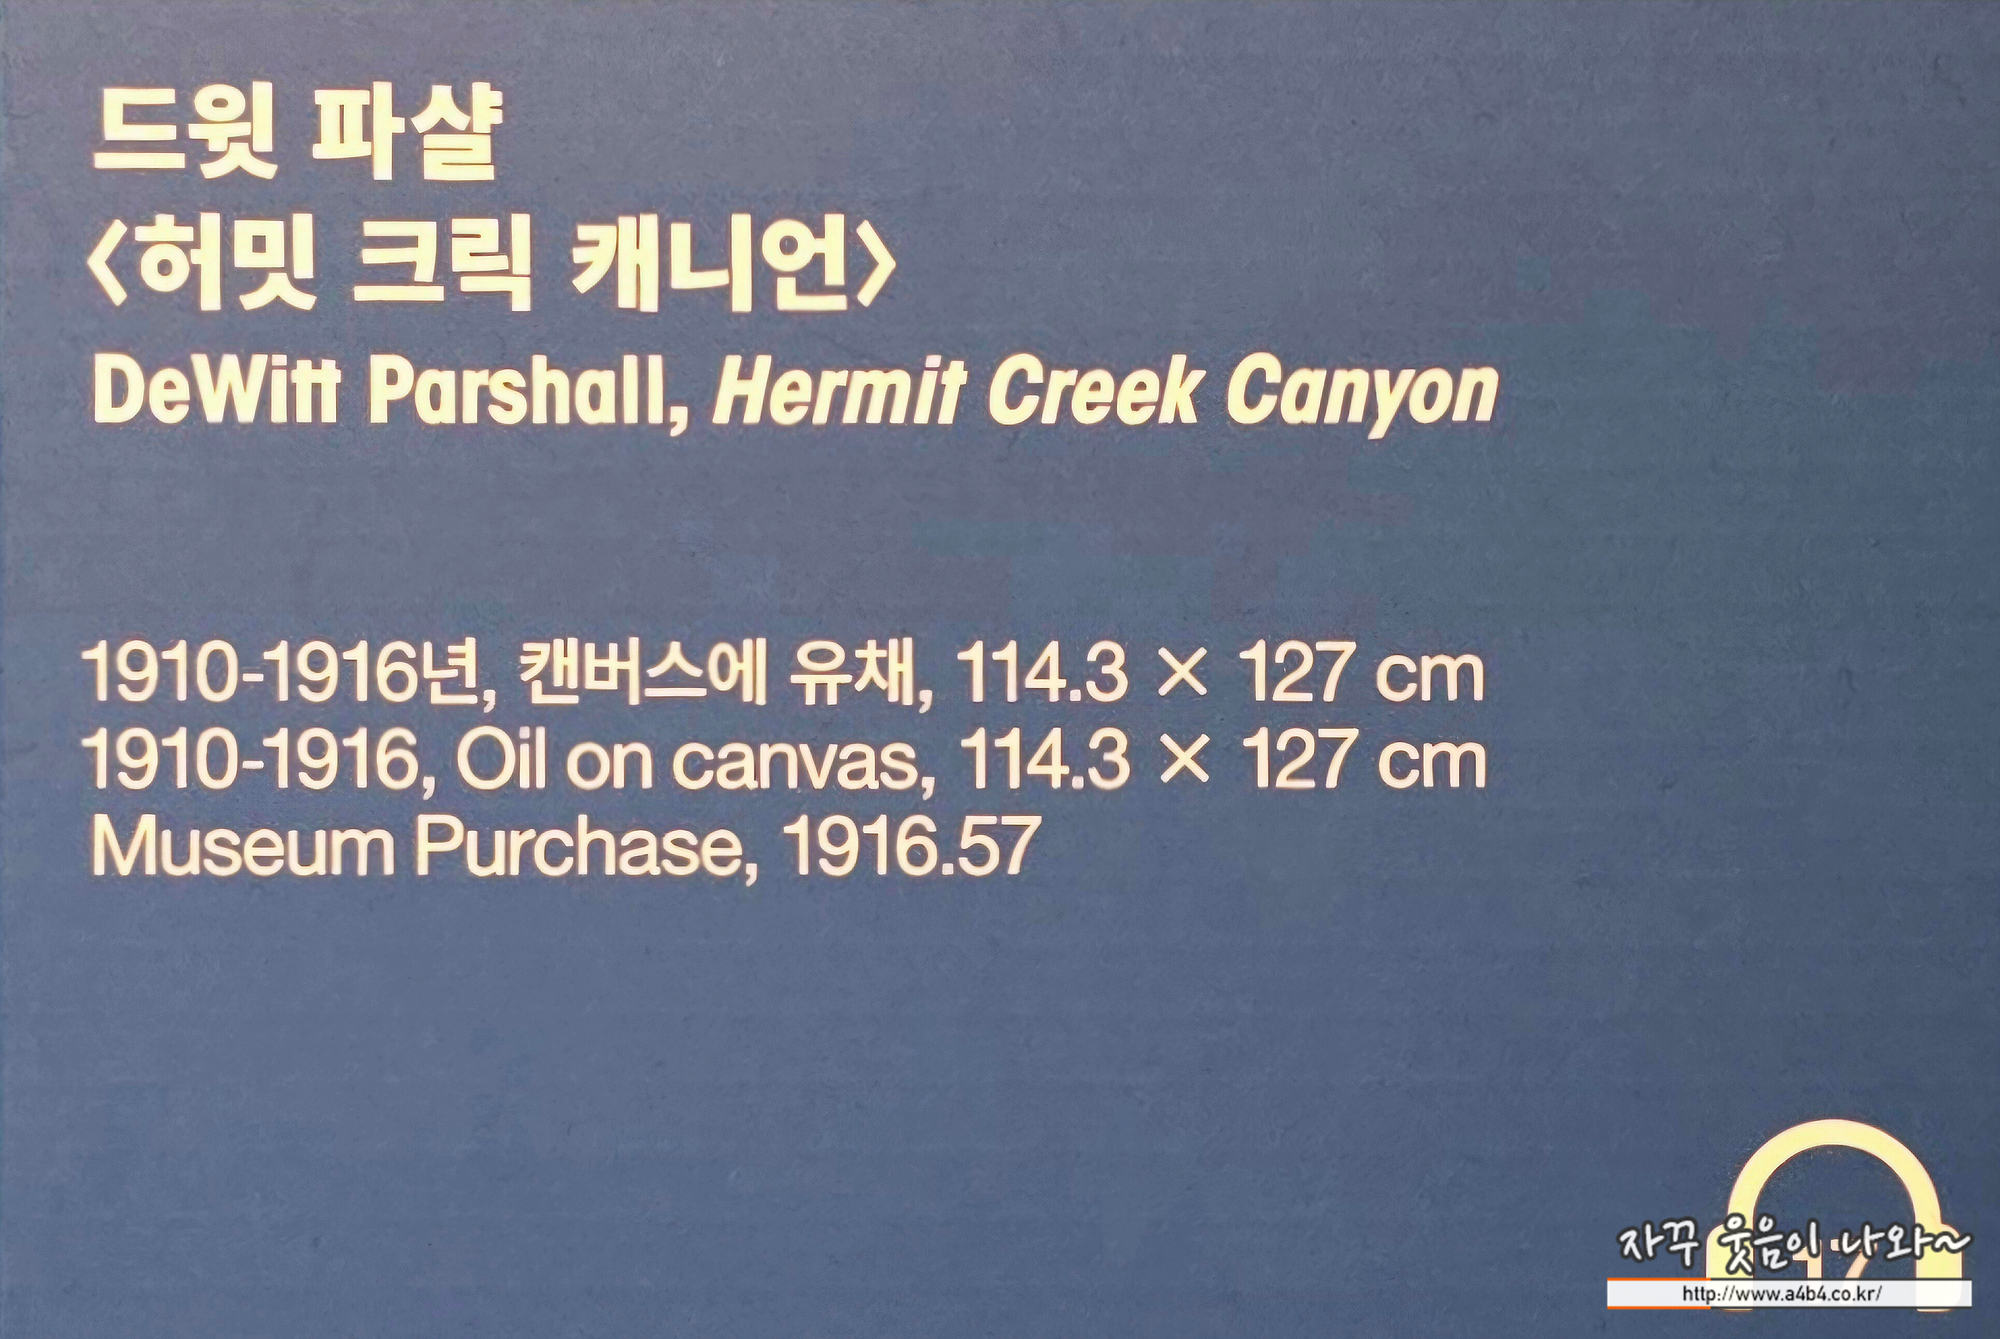 드윗 파샬
〈허밋 크릭 캐니언〉
DeWitt Parshall, Hermit Creek Canyon
1910-1916년, 캔버스에 유채, 114.3 × 127 cm
1910-1916, Oil on canvas, 114.3 × 127 cm
Museum Purchase, 1916.57
자꾸 웃음이 나와~
http://www.a4b4.co.kr/